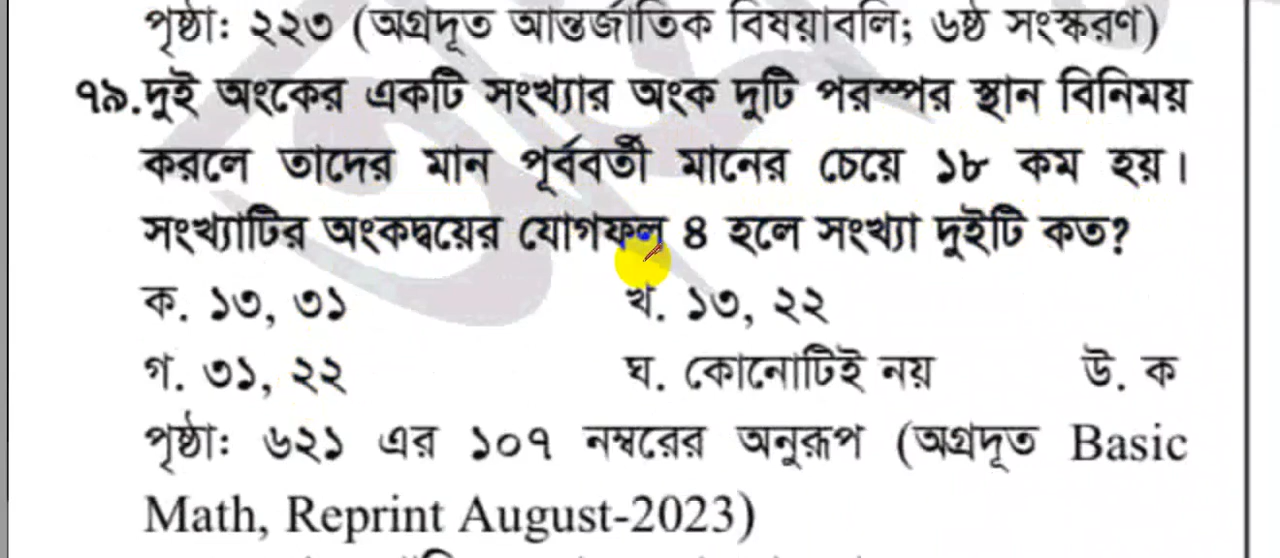 পৃষ্ঠা: ২২৩ (অগ্রদূত আন্তর্জাতিক বিষয়াবলি; ৬ষ্ঠ সংস্করণ)
৭৯.দুই অংকের একটি সংখ্যার অংক দুটি পরস্পর স্থান বিনিময়
করলে তাদের মান পূর্ববর্তী মানের চেয়ে ১৮ কম হয়।
সংখ্যাটির অংকদ্বয়ের যোগফল ৪ হলে সংখ্যা দুইটি কত?
ক. ১৩, ৩১ খ. ১৩, ২২
গ. ৩১, ২২ ঘ. কোনোটিই নয় উ. ক
পৃষ্ঠা: ৬২১ এর ১০৭ নম্বরের অনুরূপ (অগ্রদূত Basic
Math, Reprint August-2023)